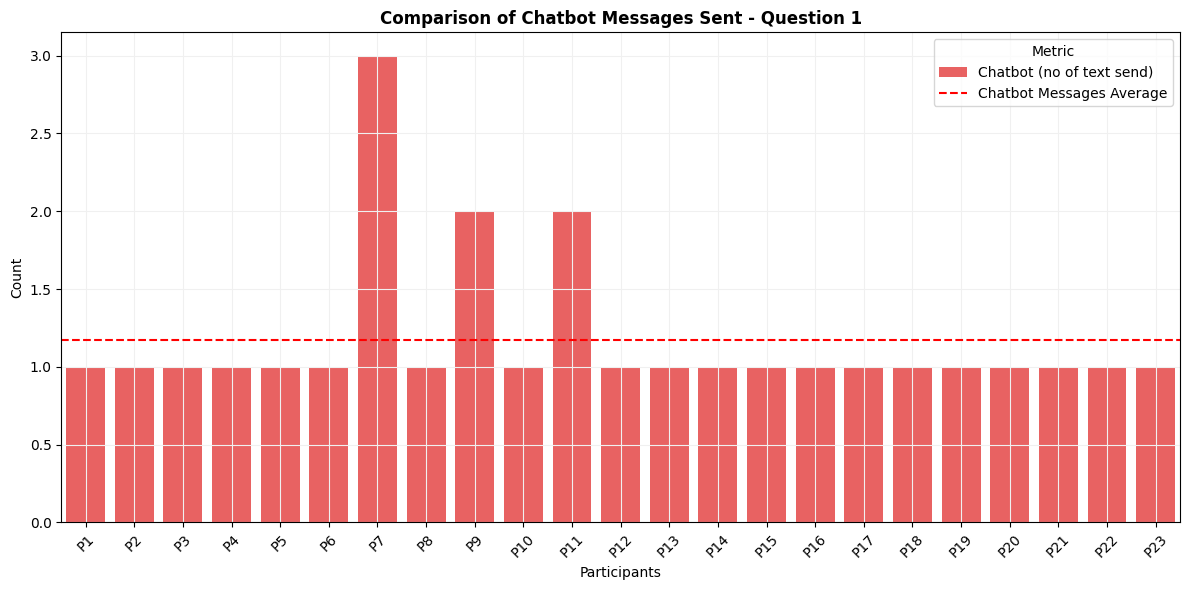 Comparison of Chatbot Messages Sent - Question 1
Metric
Chatbot (no of text send)
Chatbot Messages Average
Count
3.0
2.5
2.0
1.5
1.0
0.5
0.0
P1 P2 P3 P4 P5 P6 P7 P8 P9 P10 P11 P12 P13 P14 P15 P16 P17 P18 P19 P20 P21 P22 P23
Participants